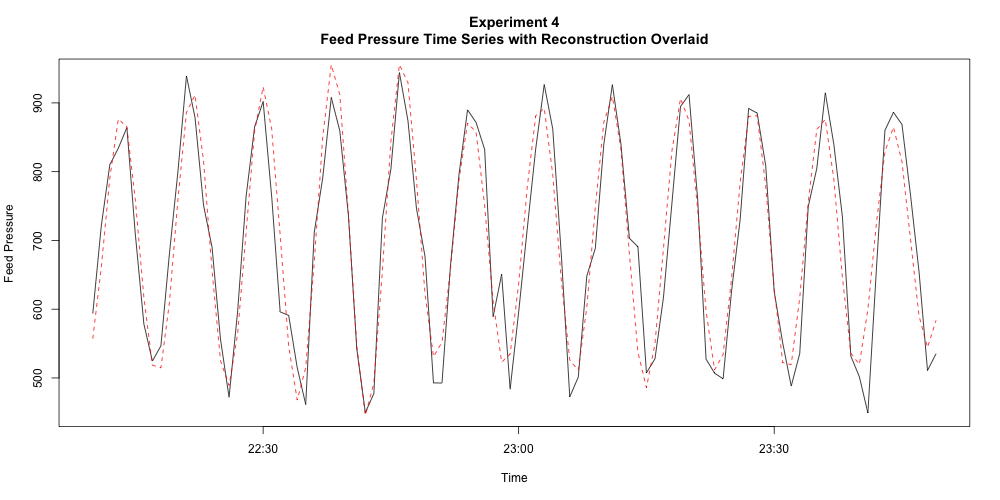 Experiment 4
Feed Pressure Time Series with Reconstruction Overlaid
Feed Pressure
900
800
700
600
500
22:30
23:00
23:30
Time